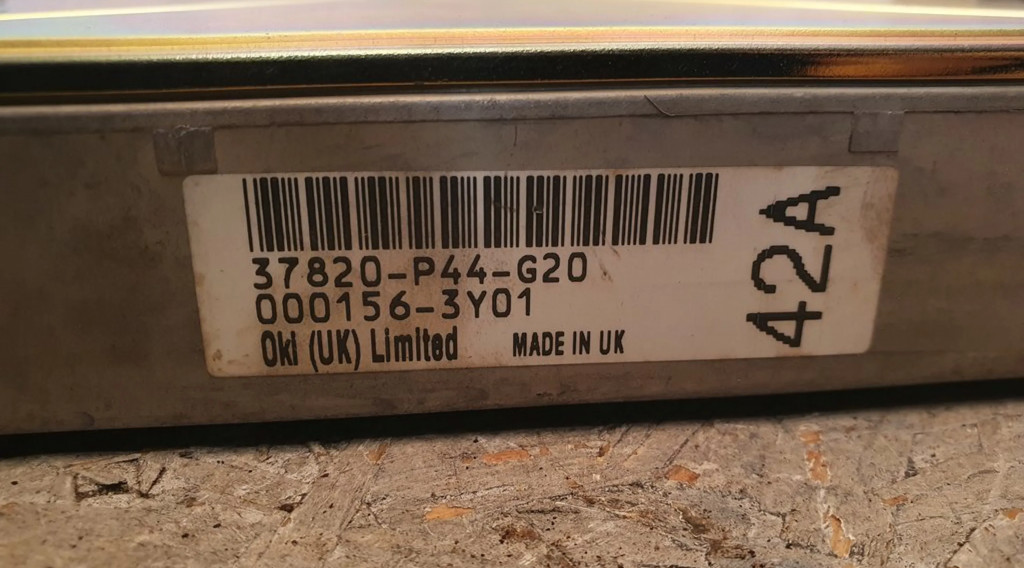 37820-P44-G20
000156-3Y01
Oki (UK) Limited MADE IN UK
42A